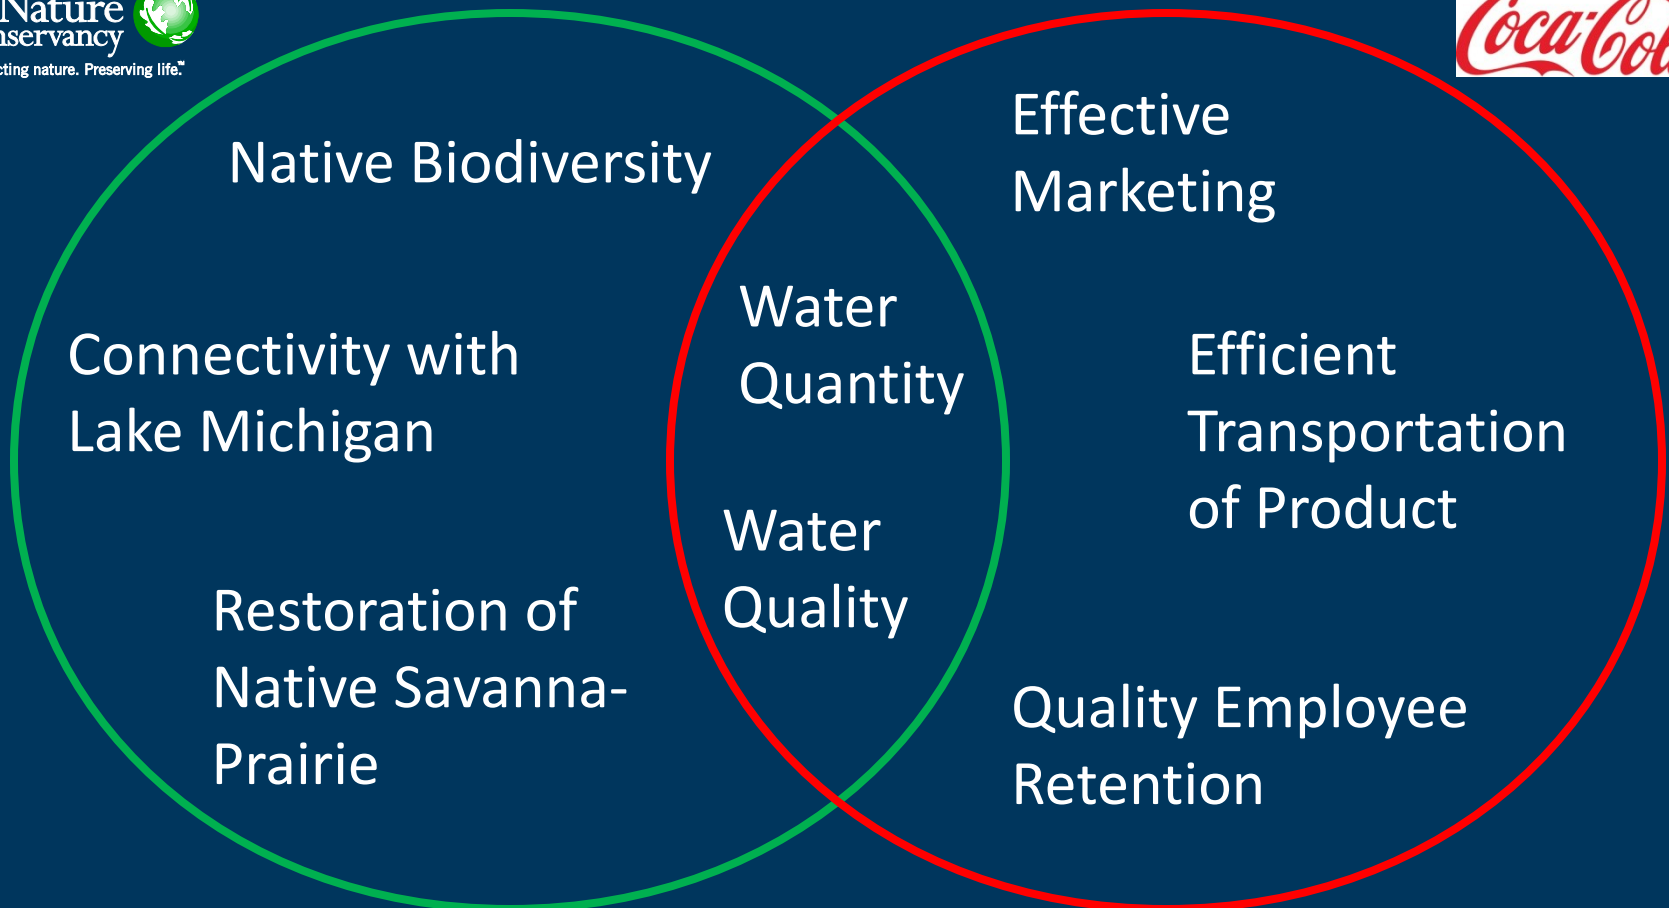 Nature
nservancy
cting nature. Preserving life.™
Coca-Col
Native Biodiversity
Connectivity with
Lake Michigan
Restoration of
Native Savanna-
Prairie
Water
Quantity
Water
Quality
Effective
Marketing
Efficient
Transportation
of Product
Quality Employee
Retention